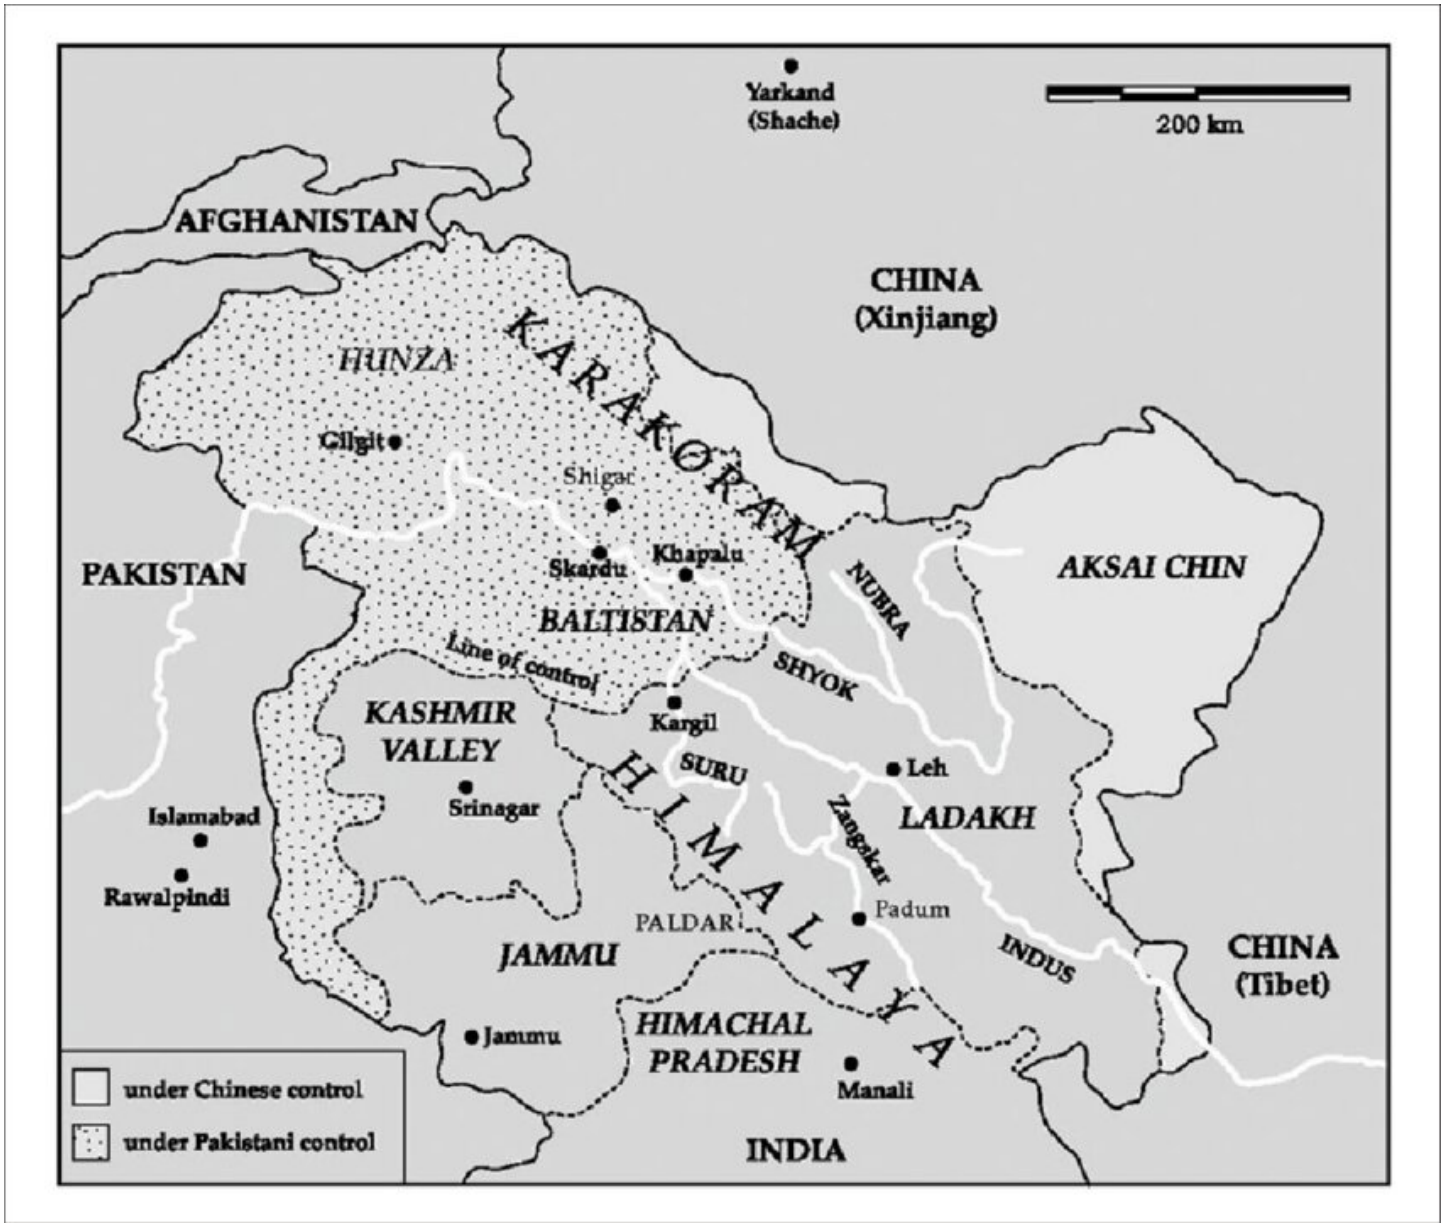 Yarkand
(Shache)
200 km
AFGHANISTAN
CHINA
(Xinjiang)
KARAKORAM
HUNZA
Gilgit
Shigar
Skardu
Khapalu
PAKISTAN
AKSAI CHIN
NUBRA
BALTISTAN
Line of control
SHYOK
KASHMIR
VALLEY
Kargil
SURU
Leh
HIMALAYA
Srinagar
Zangskar
LADAKH
Islamabad
Rawalpindi
PALDAR
Padum
JAMMU
INDUS
CHINA
(Tibet)
Jammu
HIMACHAL
PRADESH
Manali
INDIA
under Chinese control
under Pakistani control